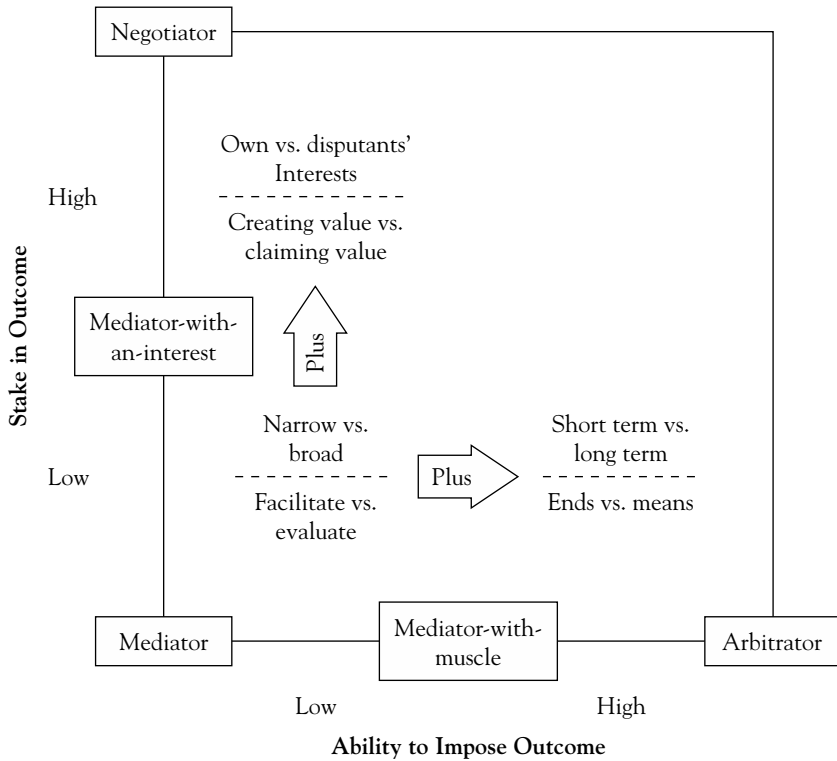 Negotiator
Own vs. disputants’
Interests
High
Creating value vs.
claiming value
Stake in Outcome
Mediator-with-
an-interest
Plus
Narrow vs.
broad
Short term vs.
long term
Low
Plus
Facilitate vs.
evaluate
Ends vs. means
Mediator
Mediator-with-
muscle
Arbitrator
Low
High
Ability to Impose Outcome